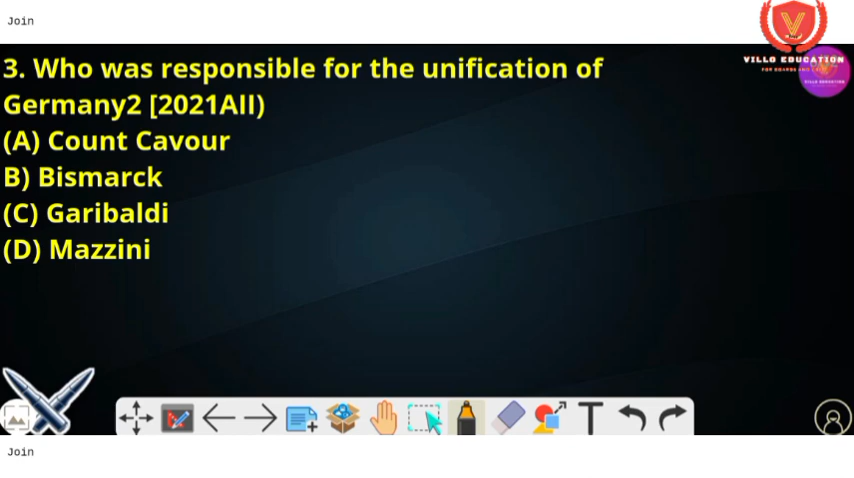 Join
VILLO EDUCATION
3. Who was responsible for the unification of
Germany2 [2021AII)
(A) Count Cavour
B) Bismarck
(C) Garibaldi
(D) Mazzini
Join